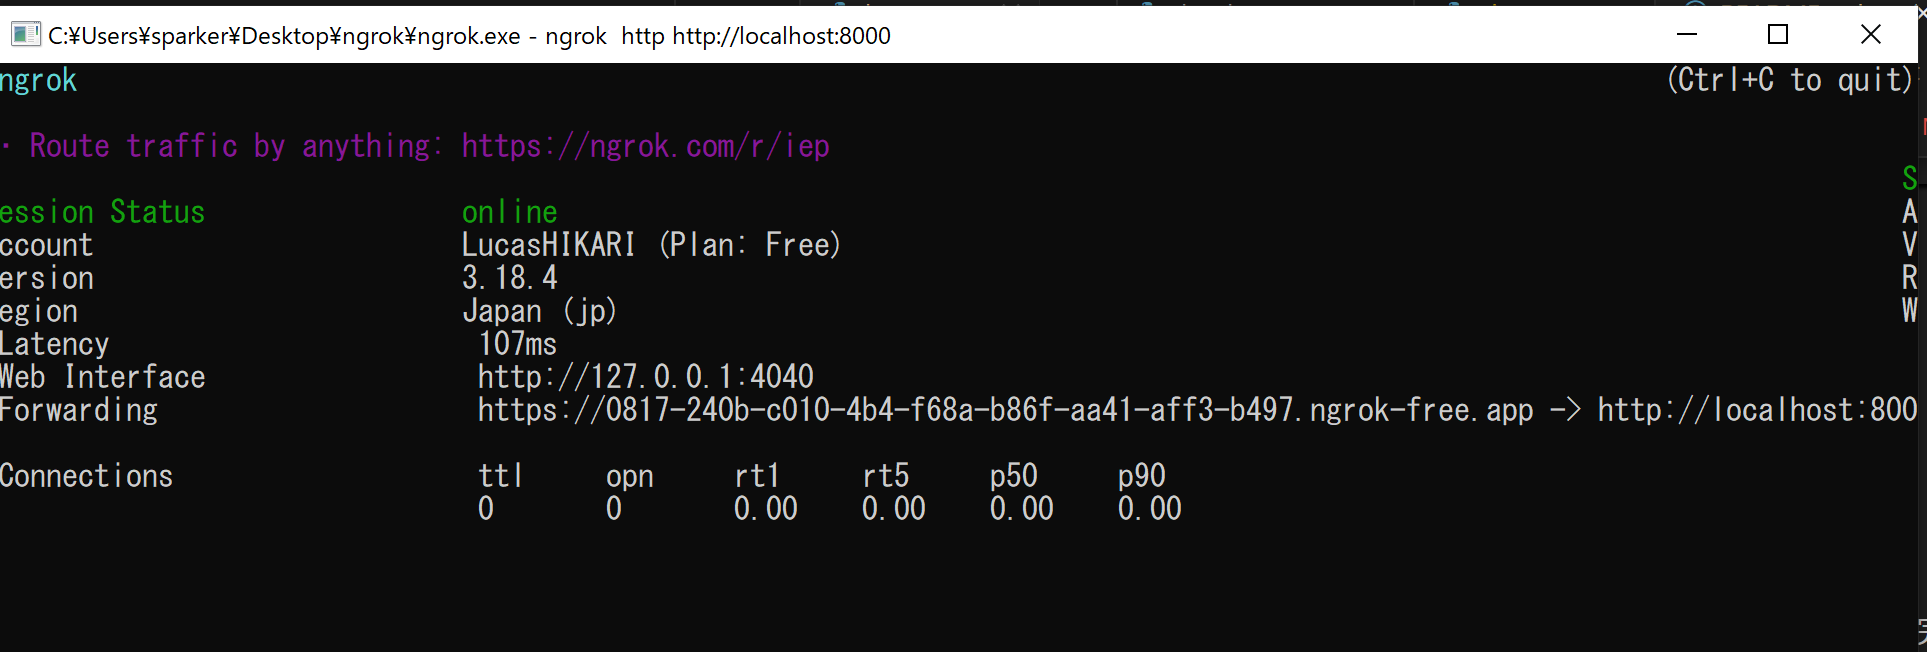 C:¥Users¥sparker¥Desktop¥ngrok¥ngrok.exe - ngrok  http http://localhost:8000
ngrok (Ctrl+C to quit)
· Route traffic by anything: https://ngrok.com/r/iep
S
ession Status online A
ccount LucasHIKARI (Plan: Free) V
ersion 3.18.4 R
egion Japan (jp) W
Latency 107ms
Web Interface http://127.0.0.1:4040
Forwarding https://0817-240b-c010-4b4-f68a-b86f-aa41-aff3-b497.ngrok-free.app -> http://localhost:800
Connections ttl opn rt1 rt5 p50 p90
0 0 0.00 0.00 0.00 0.00